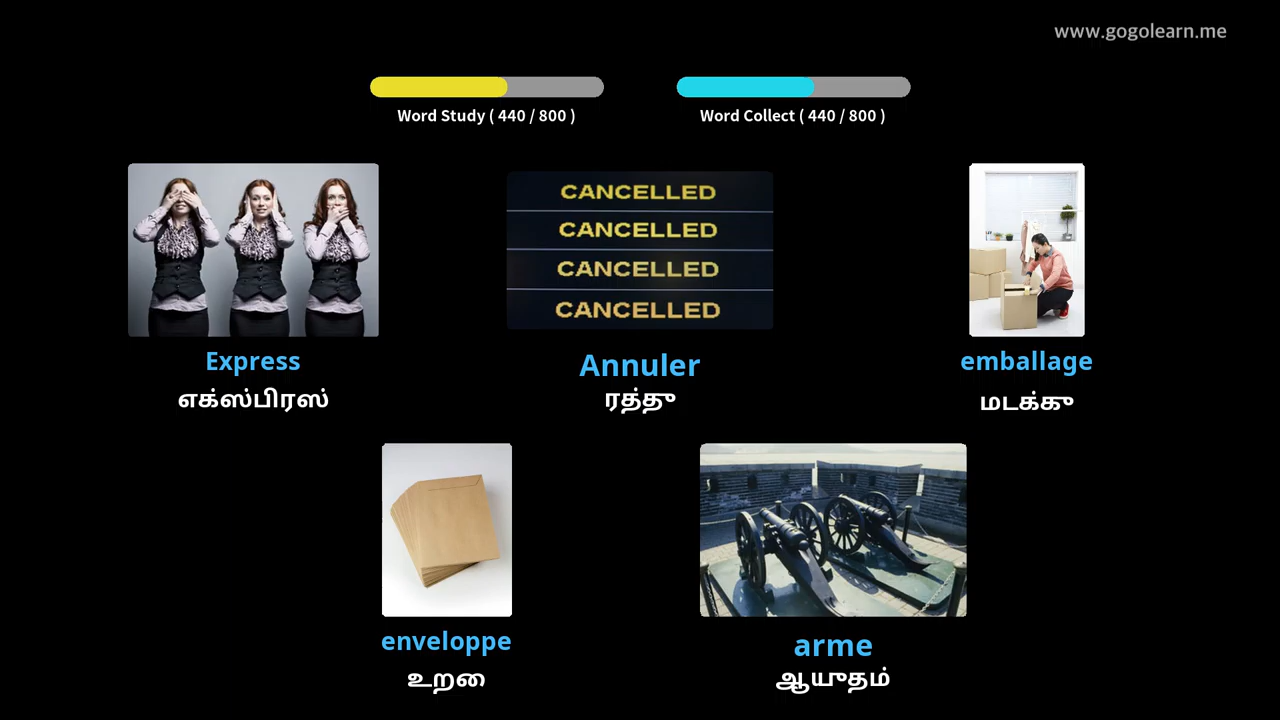 www.gogolearn.me
Word Study ( 440 / 800 )
Word Collect ( 440 / 800 )
CANCELLED
CANCELLED
CANCELLED
CANCELLED
Express
Annuler
emballage
எக்ஸ்பிரஸ்
ரத்து
மடக்கு
enveloppe
arme
உறை
ஆயுதம்